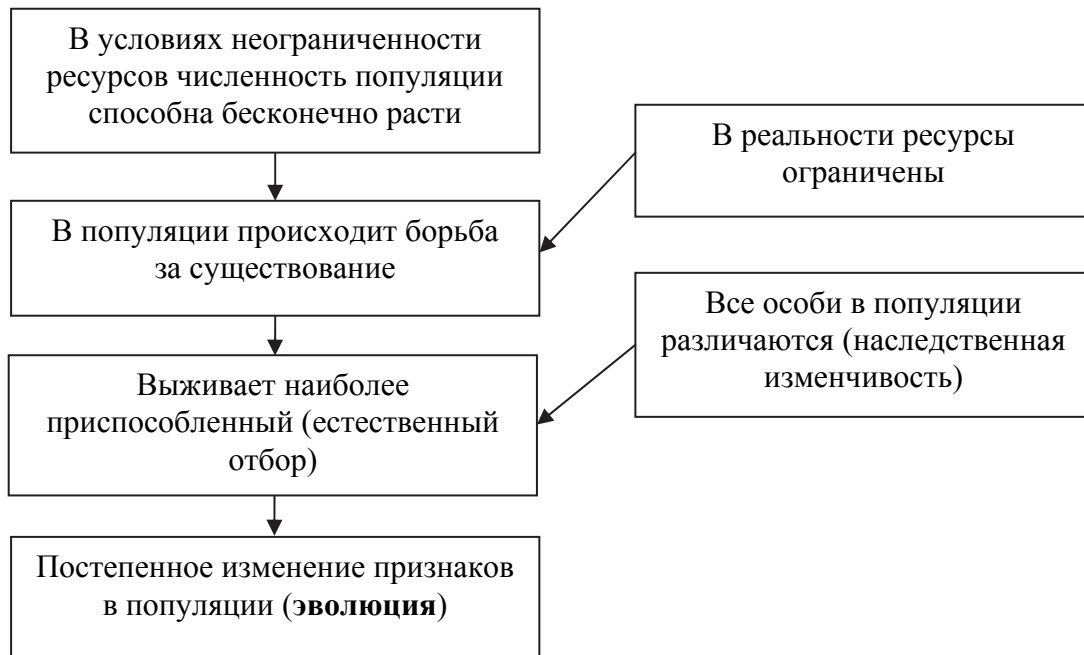 В условиях неограниченности
ресурсов численность популяции
способна бесконечно расти
В реальности ресурсы
ограничены
В популяции происходит борьба
за существование
Все особи в популяции
различаются (наследственная
изменчивость)
Выживает наиболее
приспособленный (естественный
отбор)
Постепенное изменение признаков
в популяции (эволюция)